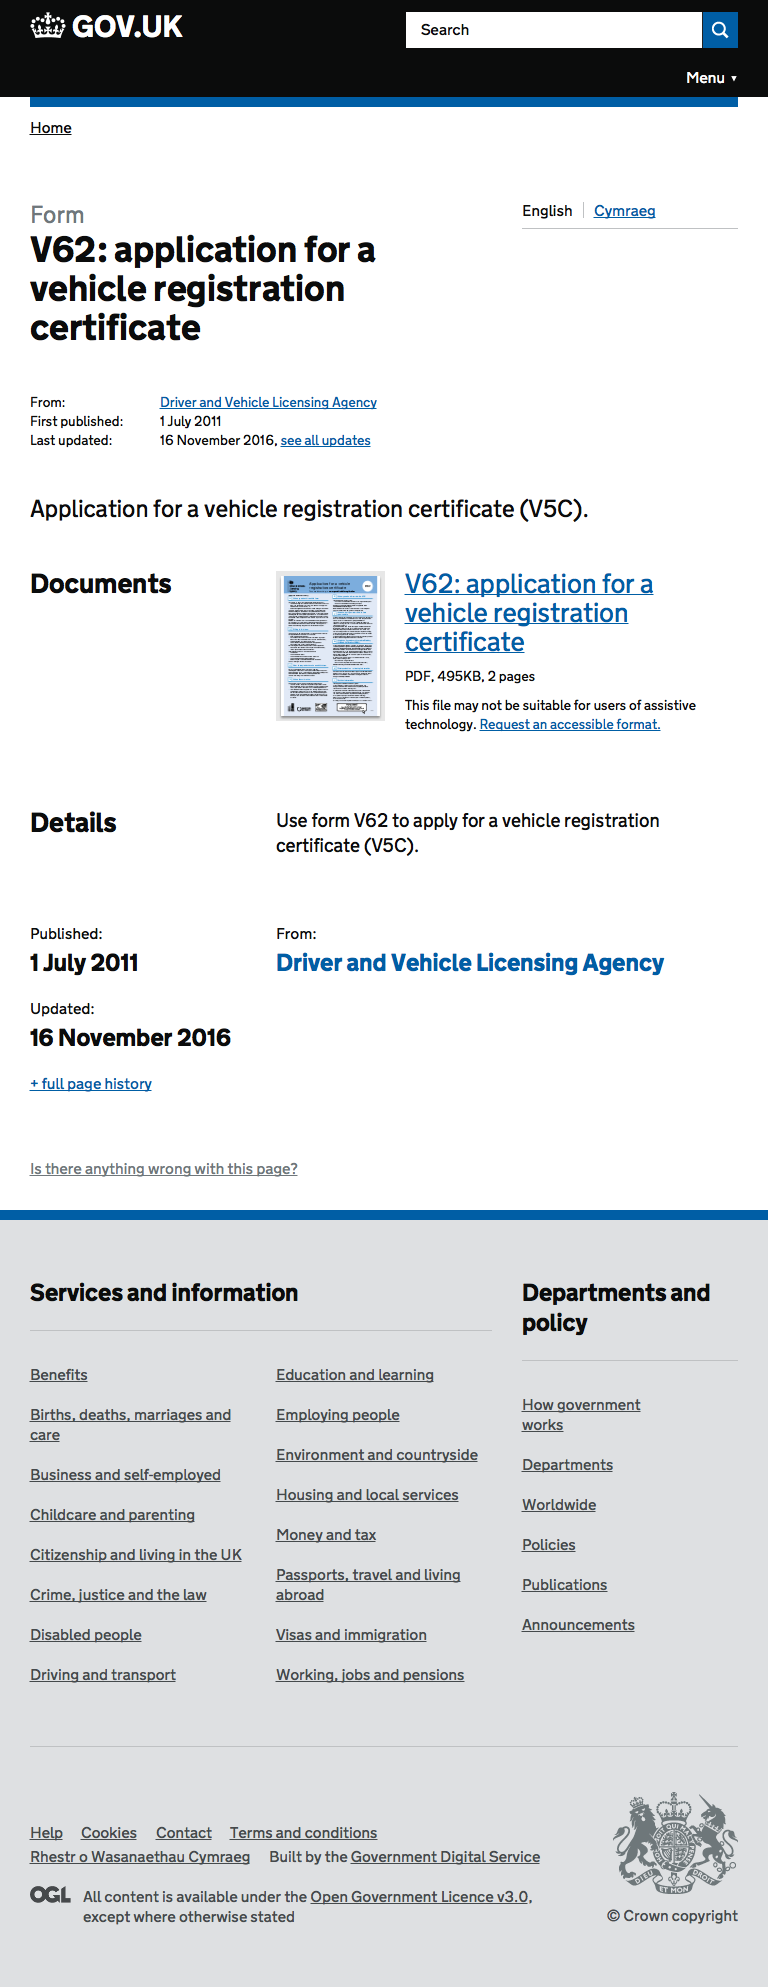 GOV.UK
Search
Menu ▼
Home
Form
V62: application for a
vehicle registration
certificate
English
Cymraeg
From: Driver and Vehicle Licensing Agency
First published: 1 July 2011
Last updated: 16 November 2016, see all updates
Application for a vehicle registration certificate (V5C).
Documents
Application for a vehicle
registration certificate
V62: application for a
vehicle registration
certificate
PDF, 495KB, 2 pages
This file may not be suitable for users of assistive
technology. Request an accessible format.
Details
Use form V62 to apply for a vehicle registration
certificate (V5C).
Published:
1 July 2011
From:
Driver and Vehicle Licensing Agency
Updated:
16 November 2016
+ full page history
Is there anything wrong with this page?
Services and information
Benefits
Births, deaths, marriages and
care
Business and self-employed
Childcare and parenting
Citizenship and living in the UK
Crime, justice and the law
Disabled people
Driving and transport
Education and learning
Employing people
Environment and countryside
Housing and local services
Money and tax
Passports, travel and living
abroad
Visas and immigration
Working, jobs and pensions
Departments and
policy
How government
works
Departments
Worldwide
Policies
Publications
Announcements
Help Cookies Contact Terms and conditions
Rhestr o Wasanaethau Cymraeg Built by the Government Digital Service
OGL
All content is available under the Open Government Licence v3.0,
except where otherwise stated
DIEU ET MON DROIT
© Crown copyright